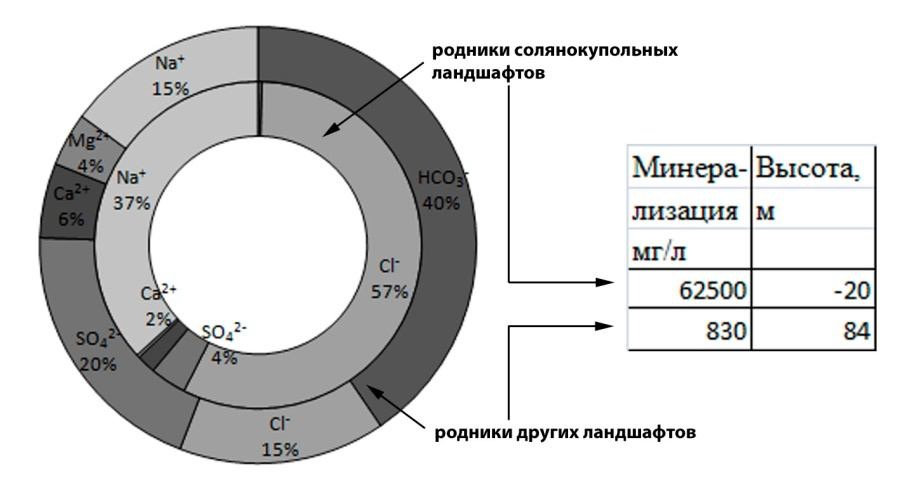 родники солянокупольных
ландшафтов
Na⁺
15%
Mg²⁺
4%
Ca²⁺
6%
SO₄²⁻
20%
Cl⁻
15%
HCO₃⁻
40%
Na⁺
37%
Ca²⁺
2%
SO₄²⁻
4%
Cl⁻
57%
родники других ландшафтов
Минера- Высота,
лизация м
мг/л
62500 -20
830 84